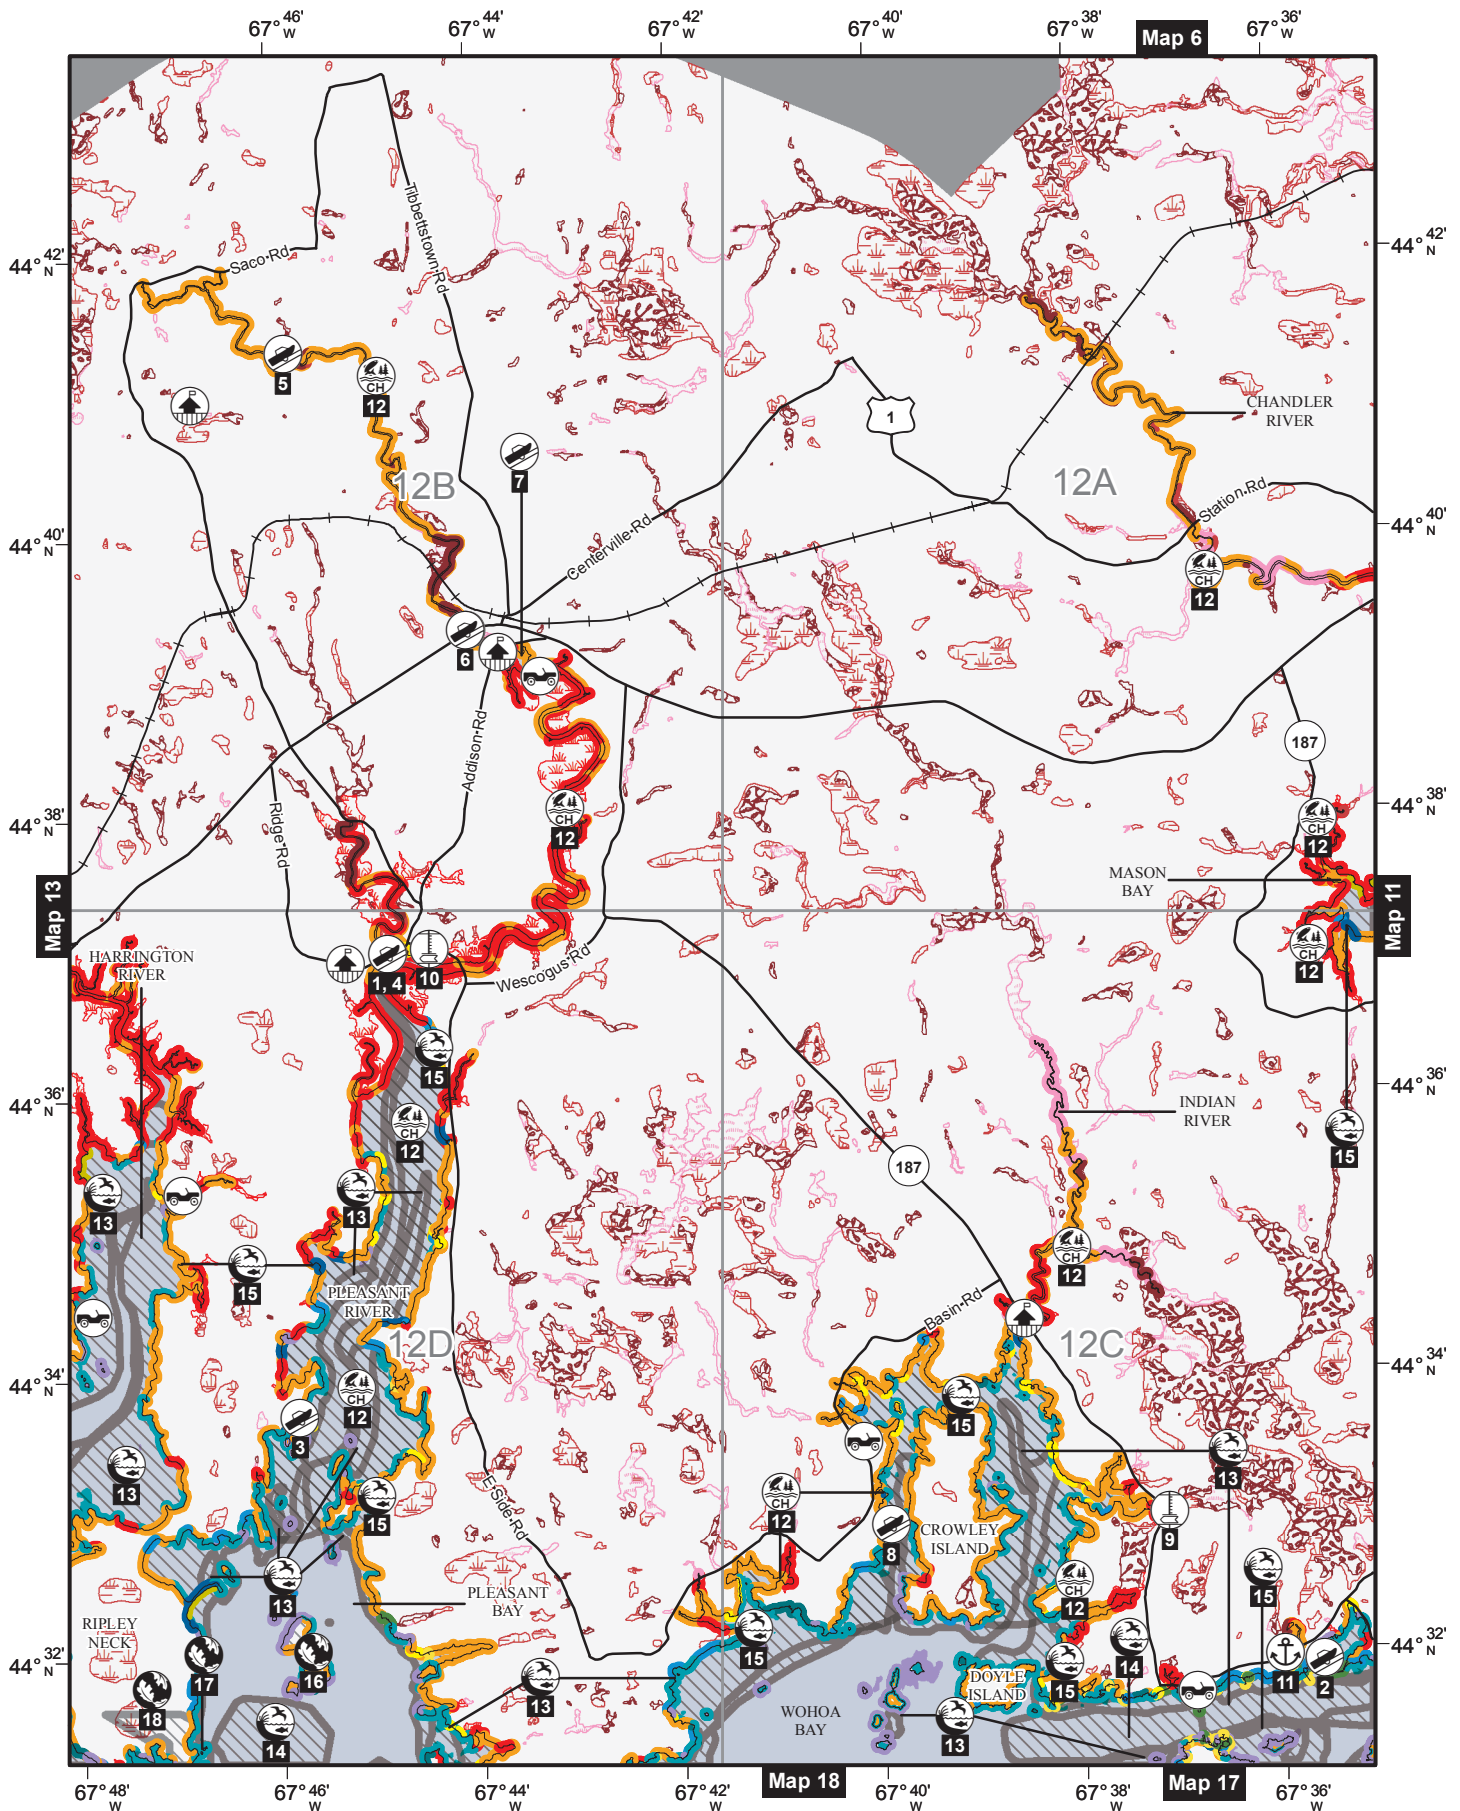 67°46' W
67°44' W
67°42' W
67°40' W
67°38' W
67°36' W
Map 6
44°42' N
44°42' N
Saco Rd
Tibbettstown Rd
5
CH
12
1
CHANDLER
RIVER
7
12B
12A
Station Rd
44°40' N
44°40' N
Centerville Rd
CH
12
6
Addison Rd
187
44°38' N
44°38' N
Ridge Rd
CH
12
CH
12
MASON
BAY
Map 13
Map 11
HARRINGTON
RIVER
1, 4
10
Wescogus Rd
CH
12
15
44°36' N
44°36' N
CH
12
INDIAN
RIVER
15
187
13
13
15
CH
12
PLEASANT
RIVER
Basin Rd
12D
12C
44°34' N
44°34' N
CH
12
3
15
13
13
15
CH
12
E Side Rd
8
CROWLEY
ISLAND
9
13
PLEASANT
BAY
CH
12
15
RIPLEY
NECK
44°32' N
44°32' N
17
16
15
14
15
11
2
18
13
DOYLE
ISLAND
WOHOA
BAY
14
13
67°48' W
67°46' W
67°44' W
67°42' W
Map 18
67°40' W
67°38' W
Map 17
67°36' W